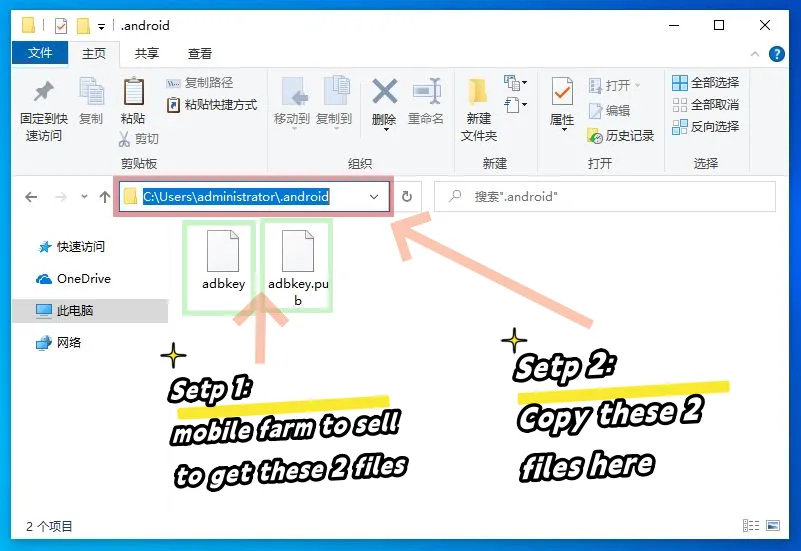 .android
文件
主页
共享
查看
固定到快
速访问
复制
粘贴
复制路径
粘贴快捷方式
剪切
剪贴板
移动到
复制到
删除
重命名
组织
新建
文件夹
新建
属性
打开
编辑
历史记录
打开
全部选择
全部取消
反向选择
选择
C:\Users\administrator\.android
搜索".android"
快速访问
OneDrive
此电脑
网络
adbkey
adbkey.pu
b
Setp 1:
mobile farm to sell
to get these 2 files
Setp 2:
Copy these 2
files here
2 个项目